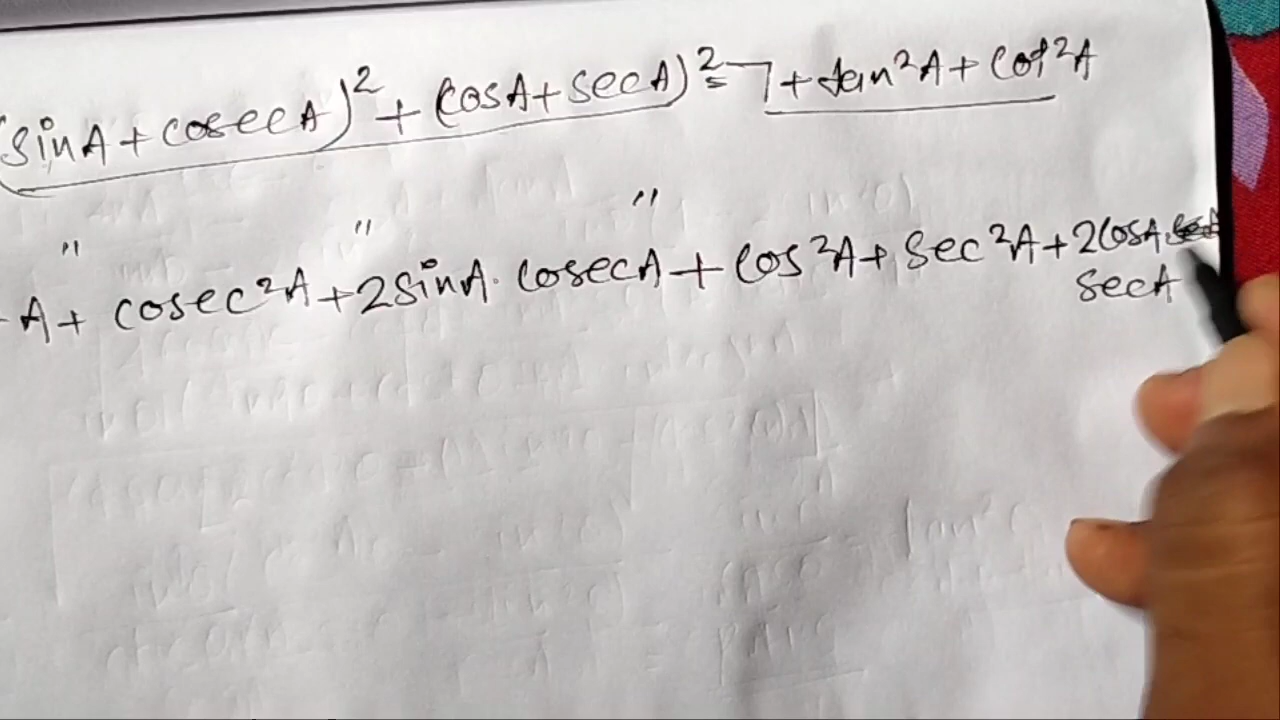 (sinA + cosecA)² + (cosA + secA)² = 7 + tan²A + cot²A
" " "
A + cosec²A + 2sinA. cosecA + cos²A + sec²A + 2cosA.
secA